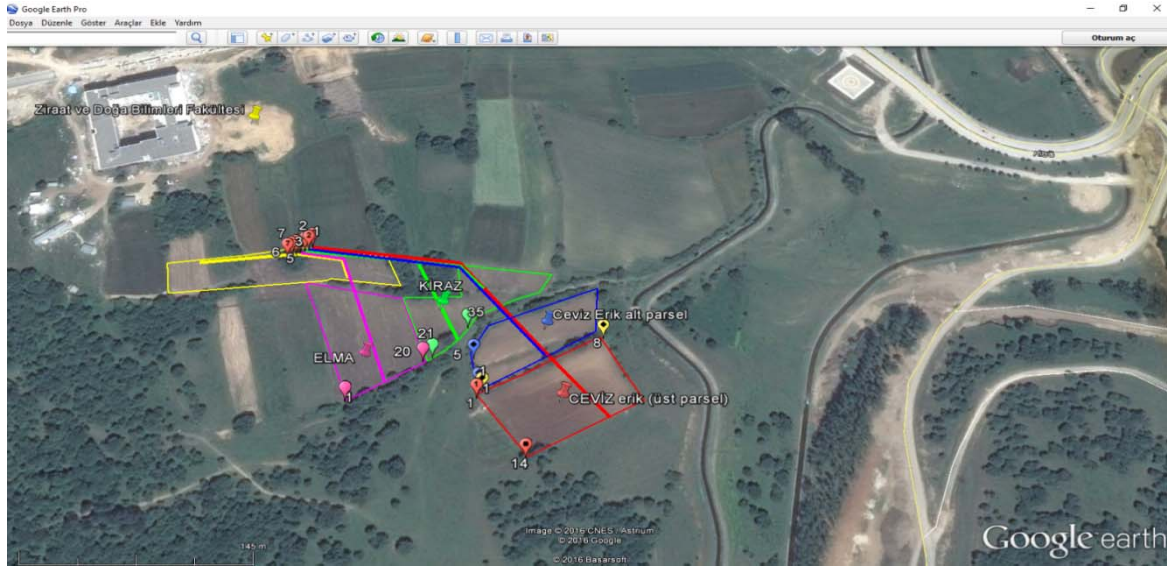 Google Earth Pro
Dosya Düzenle Göster Araçlar Ekle Yardım
Oturum aç
Ziraat ve Doğa Bilimleri Fakültesi
7
2
3
1
6
5
KİRAZ
35
21
20
ELMA
1
5
Ceviz Erik alt parsel
8
1
1
1
CEVİZ erik (üst parsel)
14
Image © 2016 CNES / Astrium
© 2016 Google
© 2016 Basarsoft
145 m
Google earth